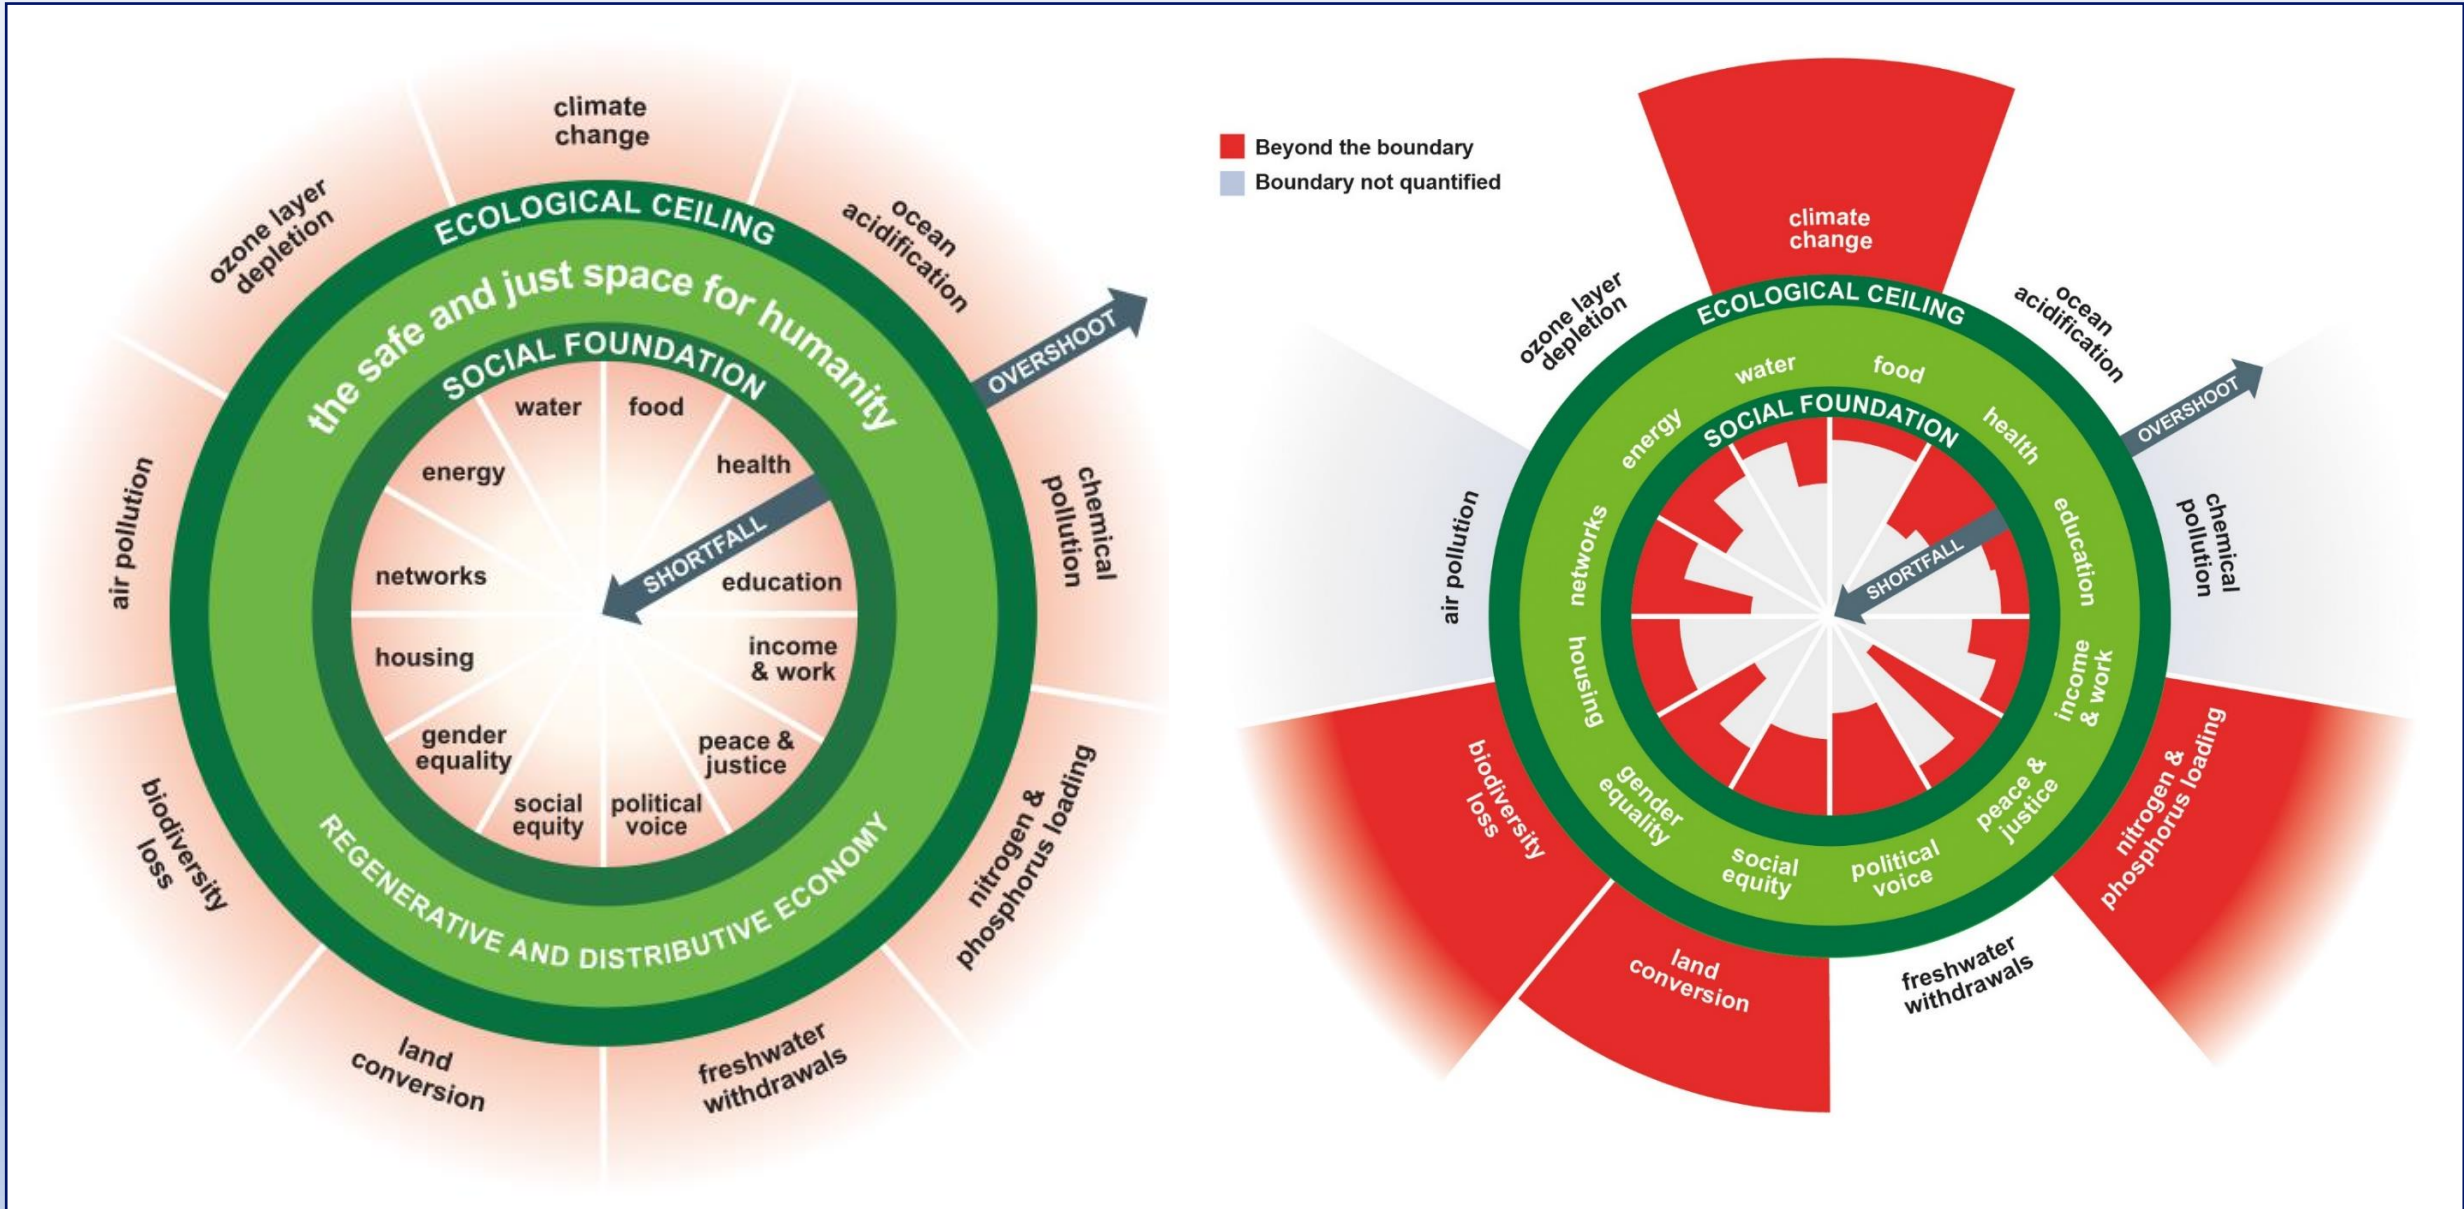 climate
change
ozone layer
depletion
ocean
acidification
ECOLOGICAL CEILING
the safe and just space for humanity
SOCIAL FOUNDATION
OVERSHOOT
water
food
energy
health
SHORTFALL
air pollution
chemical
pollution
networks
education
housing
income
& work
gender
equality
peace &
justice
social
equity
political
voice
REGENERATIVE AND DISTRIBUTIVE ECONOMY
biodiversity
loss
nitrogen &
phosphorus loading
land
conversion
freshwater
withdrawals
Beyond the boundary
Boundary not quantified
climate
change
ozone layer
depletion
ocean
acidification
ECOLOGICAL CEILING
OVERSHOOT
water
food
SOCIAL FOUNDATION
energy
health
SHORTFALL
air pollution
chemical
pollution
networks
education
housing
income
& work
gender
equality
peace &
justice
social
equity
political
voice
biodiversity
loss
nitrogen &
phosphorus loading
land
conversion
freshwater
withdrawals